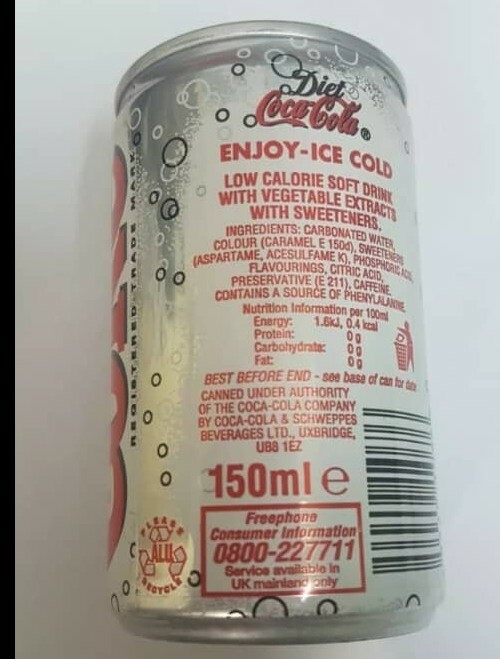 Diet
Coca-Cola ®
ENJOY-ICE COLD
LOW CALORIE SOFT DRINK
WITH VEGETABLE EXTRACTS
WITH SWEETENERS.
INGREDIENTS: CARBONATED WATER,
COLOUR (CARAMEL E 150d), SWEETENERS
(ASPARTAME, ACESULFAME K), PHOSPHORIC ACID,
FLAVOURINGS, CITRIC ACID,
PRESERVATIVE (E 211), CAFFEINE.
CONTAINS A SOURCE OF PHENYLALANINE
Nutrition Information per 100ml
Energy: 1.6kJ, 0.4 kcal
Protein: 0 g
Carbohydrate: 0 g
Fat: 0 g
BEST BEFORE END - see base of can for date
CANNED UNDER AUTHORITY
OF THE COCA-COLA COMPANY
BY COCA-COLA & SCHWEPPES
BEVERAGES LTD., UXBRIDGE,
UB8 1EZ
150ml e
Freephone
Consumer Information
0800-227711
Service available in
UK mainland only
REGISTERED TRADE MARK
PLEASE
ALU
RECYCLE